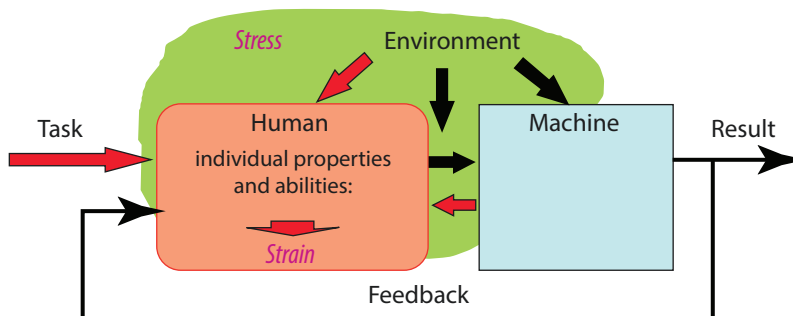 Stress
Environment
Task
Human
Machine
Result
individual properties
and abilities:
Strain
Feedback